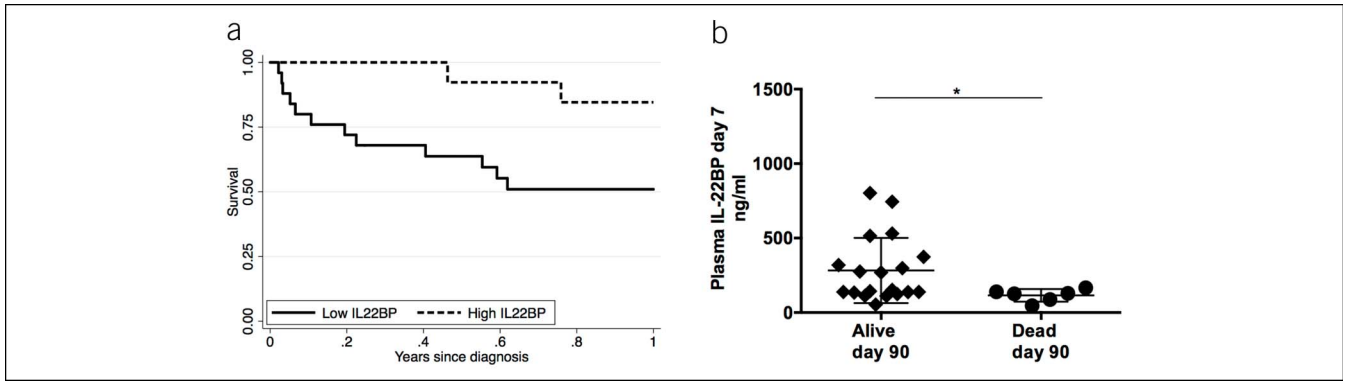 a
1.00
0.75
0.50
0.25
0.00
Survival
Low IL22BP
High IL22BP
0
.2
.4
.6
.8
1
Years since diagnosis
b
Plasma IL-22BP day 7
ng/ml
1500
1000
500
0
*
Alive
day 90
Dead
day 90